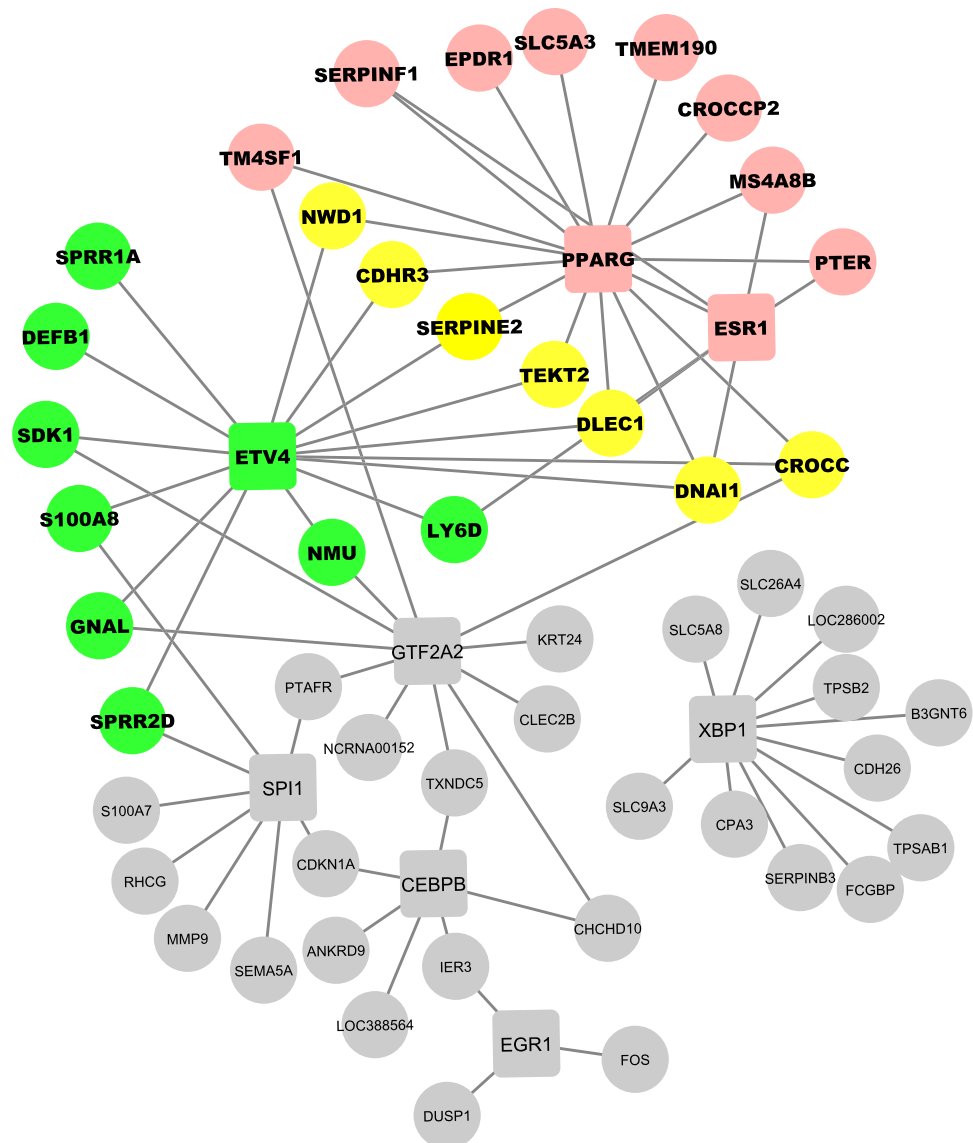 SLC5A3
EPDR1
TMEM190
SERPINF1
CROCCP2
TM4SF1
MS4A8B
NWD1
SPRR1A
PPARG
PTER
CDHR3
SERPINE2
ESR1
DEFB1
TEKT2
DLEC1
SDK1
ETV4
CROCC
DNAI1
S100A8
LY6D
NMU
SLC26A4
LOC286002
SLC5A8
GNAL
KRT24
GTF2A2
PTAFR
TPSB2
B3GNT6
SPRR2D
CLEC2B
XBP1
NCRNA00152
CDH26
TXNDC5
SPI1
SLC9A3
S100A7
CPA3
TPSAB1
CDKN1A
SERPINB3
RHCG
CEBPB
FCGBP
CHCHD10
MMP9
ANKRD9
IER3
SEMA5A
LOC388564
EGR1
FOS
DUSP1